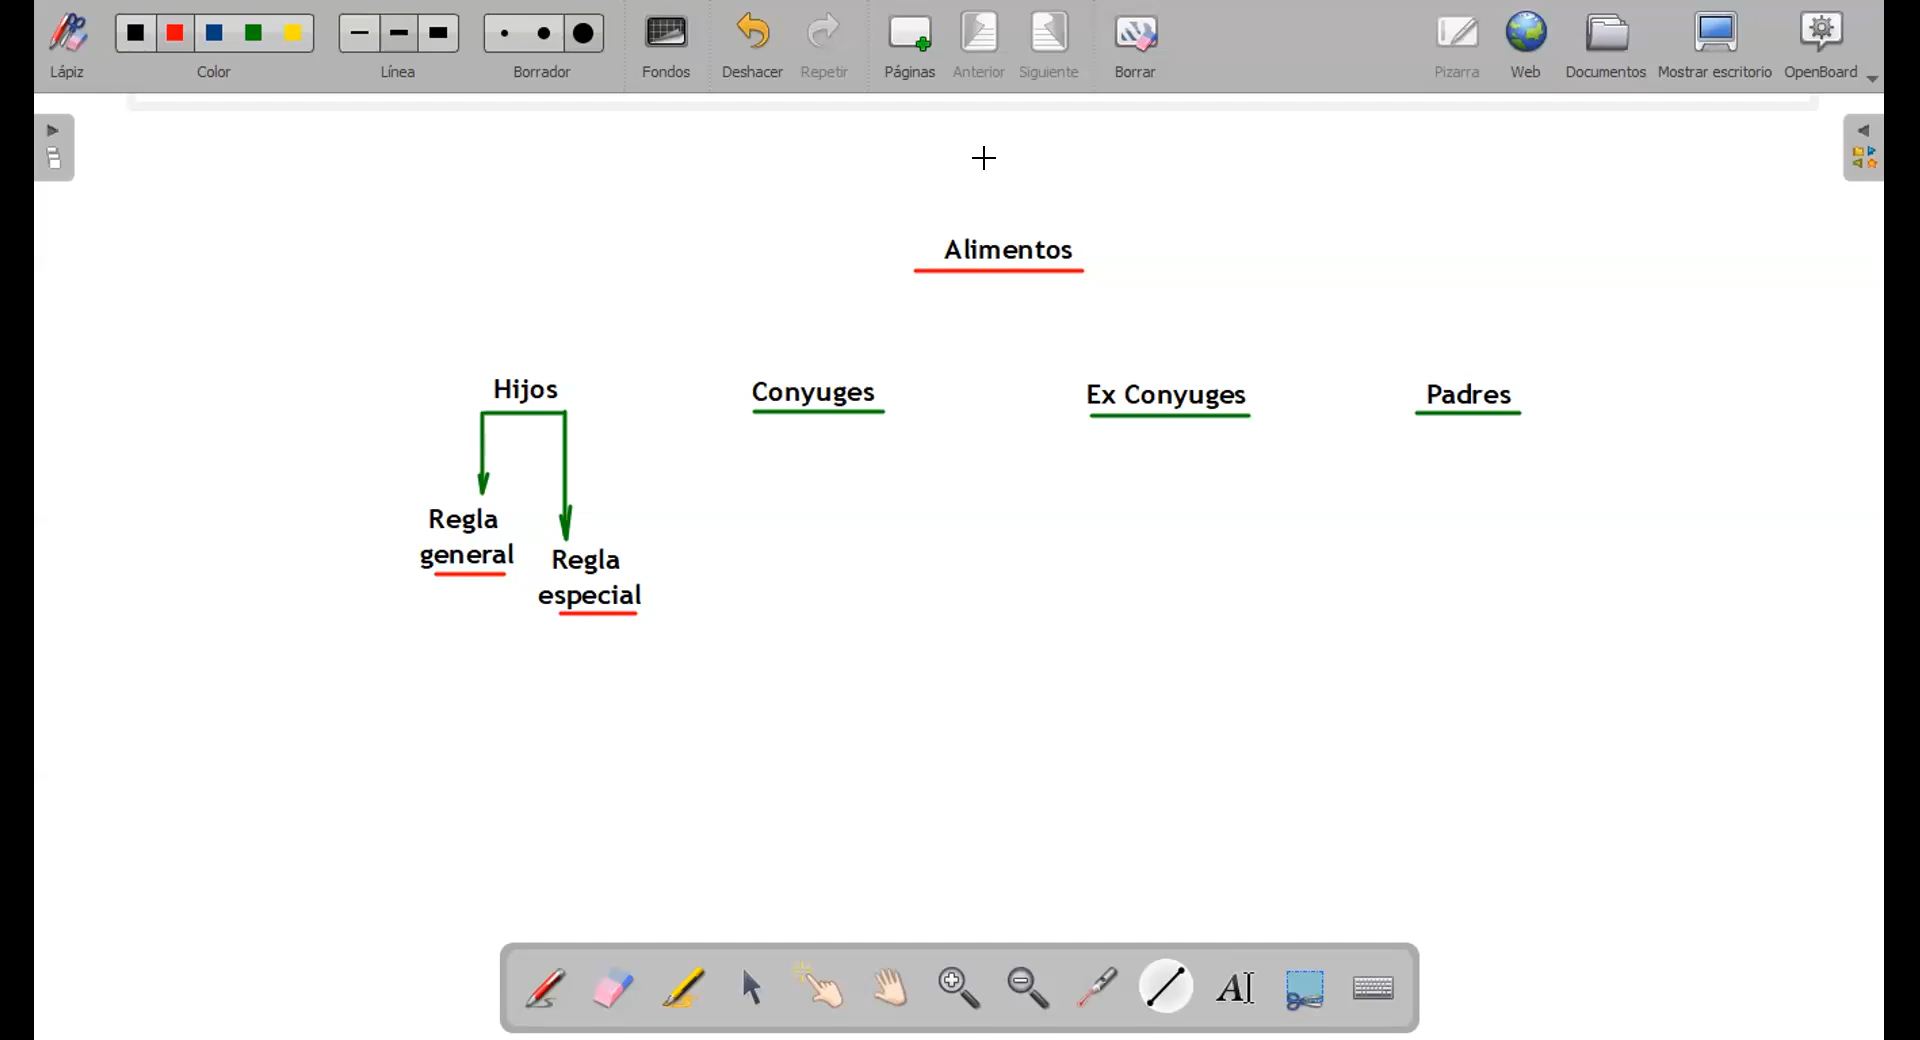 Lápiz
Color
Línea
Borrador
Fondos
Deshacer
Repetir
Páginas
Anterior
Siguiente
Borrar
Pizarra
Web
Documentos
Mostrar escritorio
OpenBoard
Alimentos
Hijos
Conyuges
Ex Conyuges
Padres
Regla
general
Regla
especial
AI